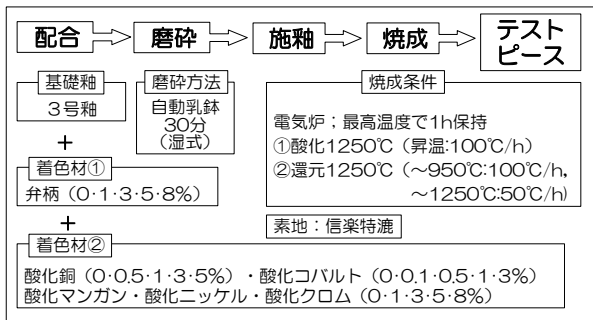 配合
磨砕
施釉
焼成
テスト
ピース
基礎釉
3号釉
+
着色材①
弁柄（0・1・3・5・8%）
+
着色材②
酸化銅（0・0.5・1・3・5%）・酸化コバルト（0・0.1・0.5・1・3%）
酸化マンガン・酸化ニッケル・酸化クロム（0・1・3・5・8%）
磨砕方法
自動乳鉢
30分
（湿式）
焼成条件
電気炉；最高温度で1h保持
①酸化1250℃（昇温:100℃/h）
②還元1250℃（～950℃:100℃/h,
～1250℃:50℃/h)
素地：信楽特漉